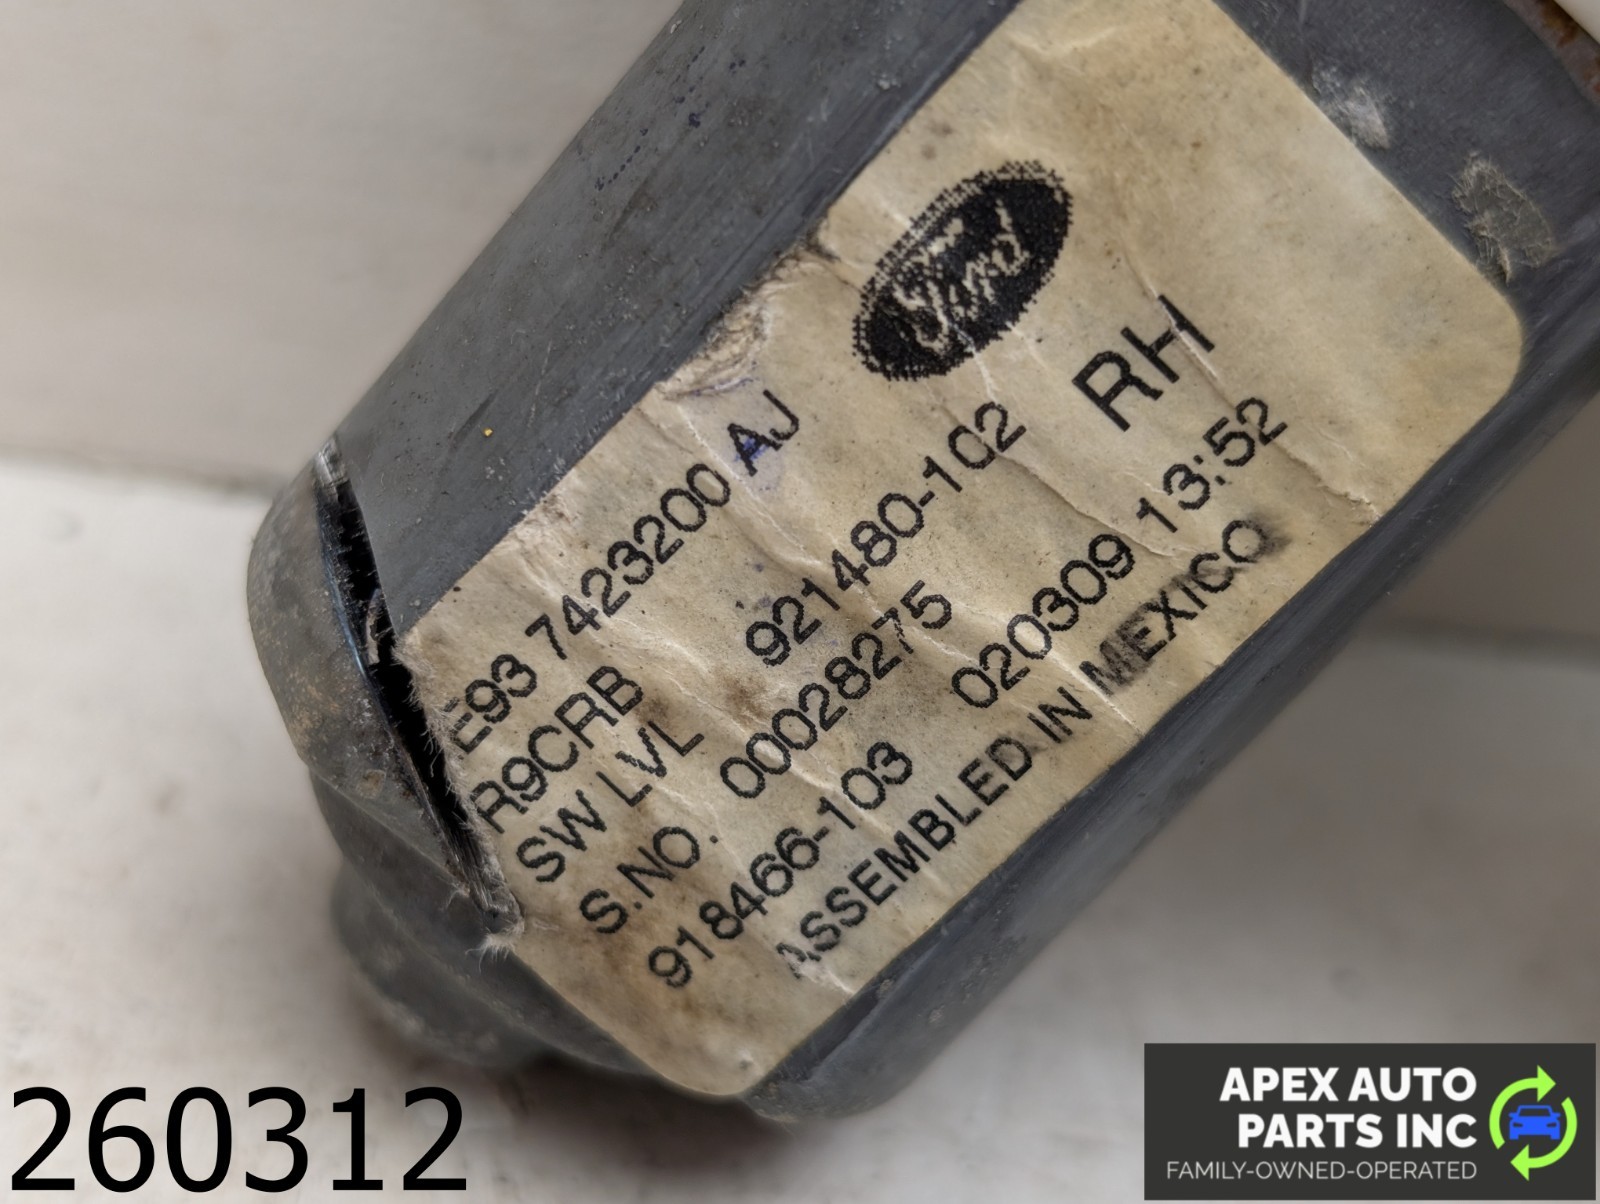 Ford
E93 7423200 AJ
R9CRB
RH
SW LVL 921480-102
S.NO. 00028275
918466-103 020309 13:52
ASSEMBLED IN MEXICO
260312
APEX AUTO
PARTS INC
FAMILY-OWNED-OPERATED